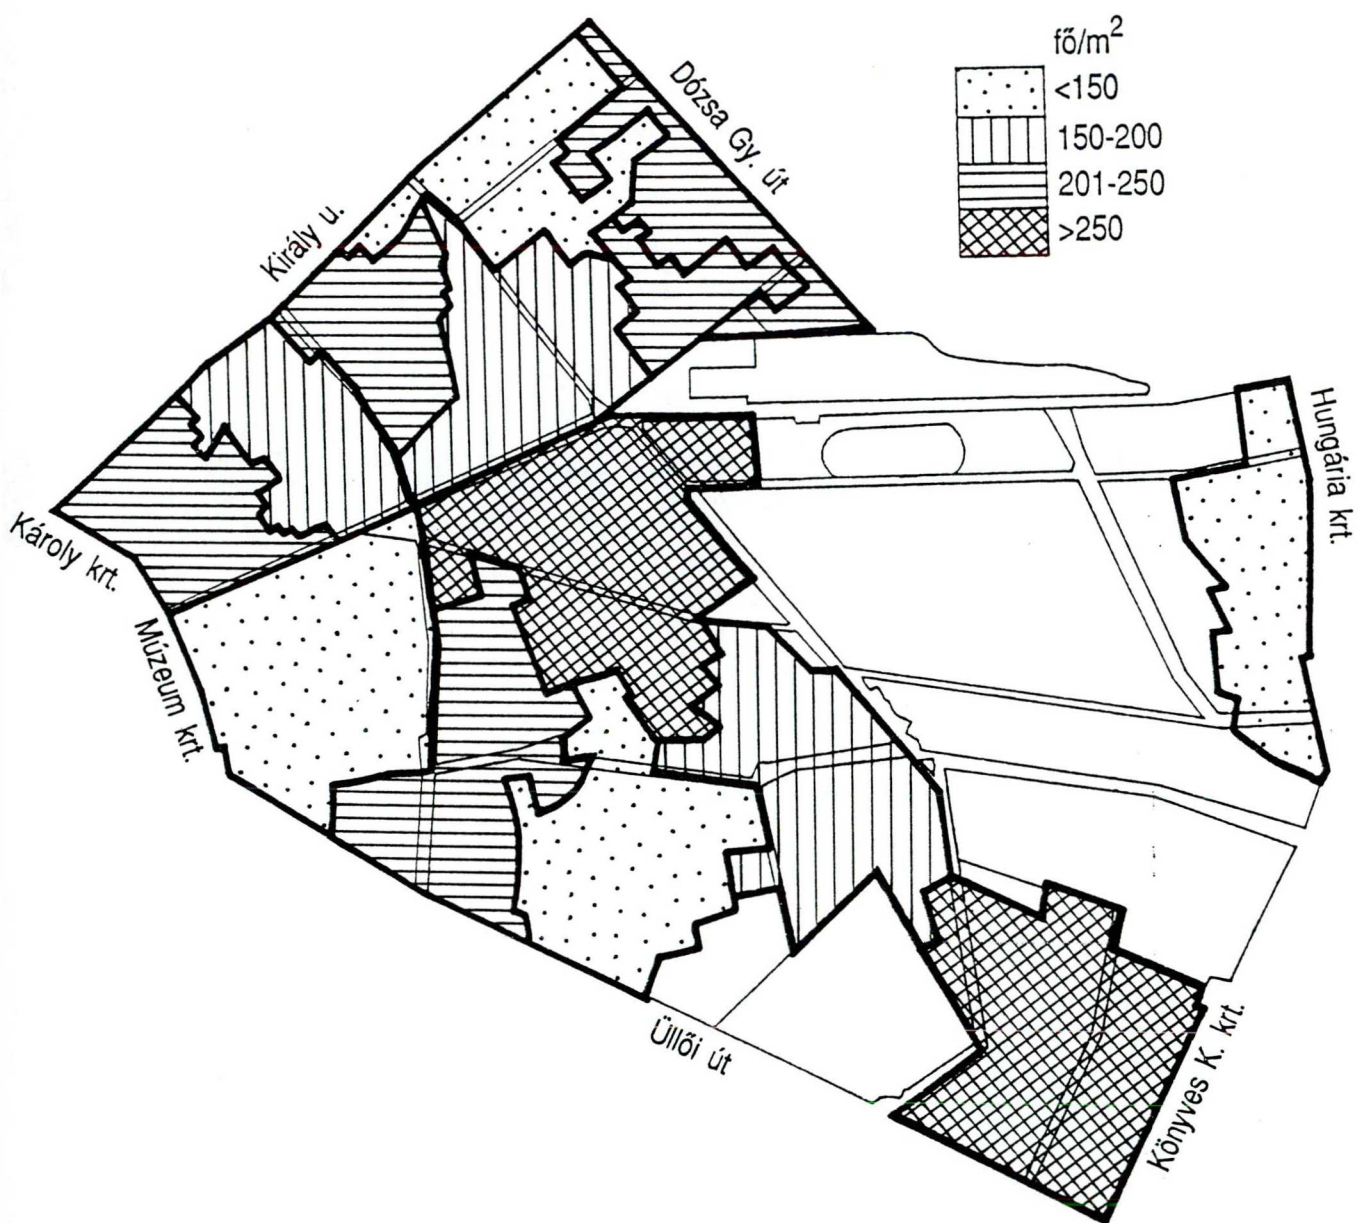 fő/m²
<150
150-200
201-250
>250
Dózsa Gy. út
Király u.
Hungária krt.
Károly krt.
Múzeum krt.
Üllői út
Könyves K. krt.